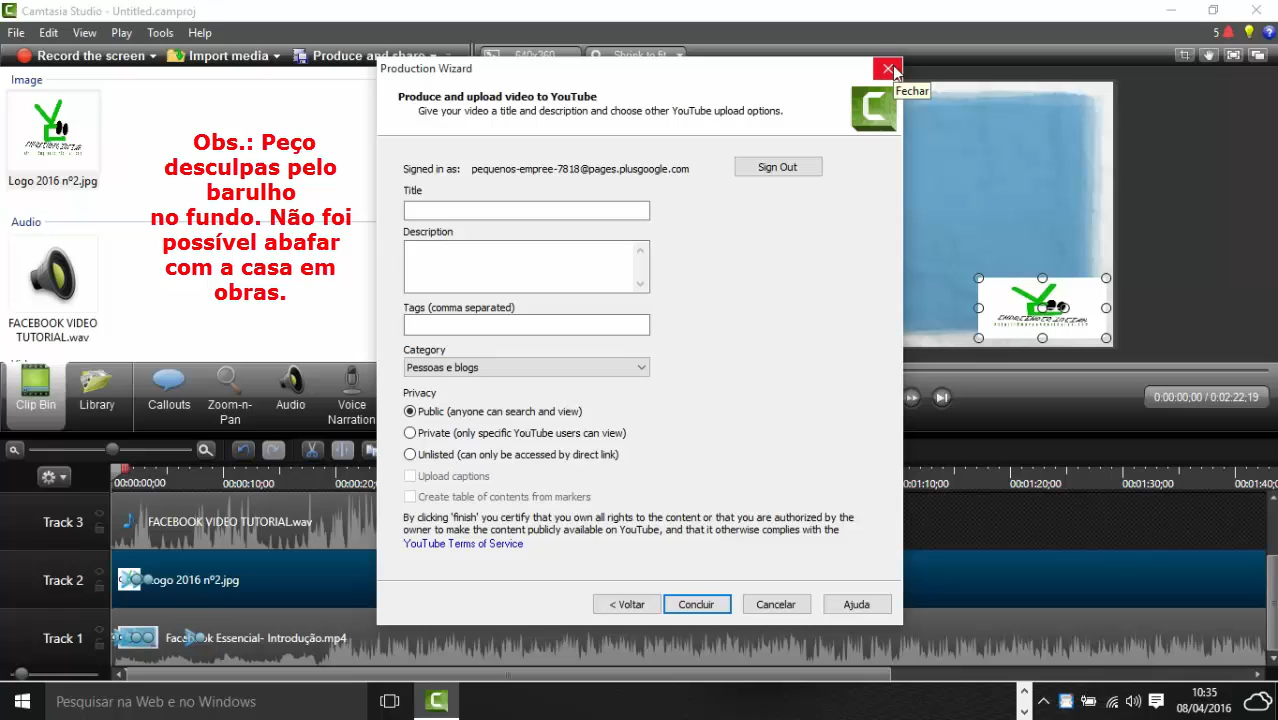 Camtasia Studio - Untitled.camproj
File Edit View Play Tools Help
5
Record the screen Import media Produce and share
640x360 Shrink to fit
Production Wizard
Fechar
Produce and upload video to YouTube
Give your video a title and description and choose other YouTube upload options.
Image
Logo 2016 nº2.jpg
Audio
FACEBOOK VIDEO
TUTORIAL.wav
Obs.: Peço
desculpas pelo
barulho
no fundo. Não foi
possível abafar
com a casa em
obras.
Signed in as: pequenos-empree-7818@pages.plusgoogle.com
Sign Out
Title
Description
Tags (comma separated)
Category
Pessoas e blogs
Privacy
Public (anyone can search and view)
Private (only specific YouTube users can view)
Unlisted (can only be accessed by direct link)
Upload captions
Create table of contents from markers
By clicking 'finish' you certify that you own all rights to the content or that you are authorized by the
owner to make the content publicly available on YouTube, and that it otherwise complies with the
YouTube Terms of Service
< Voltar Concluir Cancelar Ajuda
Clip Bin
Library
Callouts
Zoom-n-
Pan
Audio
Voice
Narration
0:00:00,00 / 0:02:22,19
00:00:00;00 00:00:10;00 00:00:20;
0:01:10;00 00:01:20;00 00:01:30;00 00:01:40;
Track 3
FACEBOOK VIDEO TUTORIAL.wav
Track 2
Logo 2016 nº2.jpg
Track 1
Facebook Essencial- Introdução.mp4
Pesquisar na Web e no Windows
10:35
08/04/2016